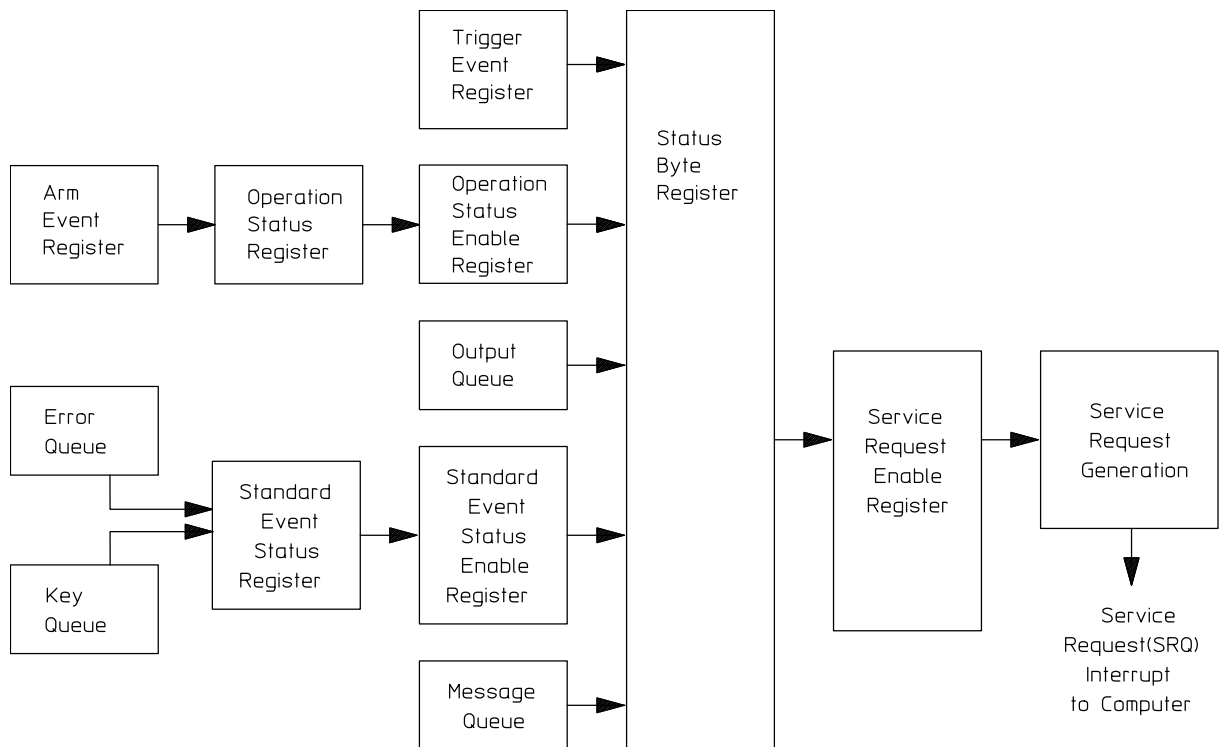 Trigger
Event
Register
Status
Byte
Register
Arm
Event
Register
Operation
Status
Register
Operation
Status
Enable
Register
Output
Queue
Error
Queue
Key
Queue
Standard
Event
Status
Register
Standard
Event
Status
Enable
Register
Message
Queue
Service
Request
Enable
Register
Service
Request
Generation
Service
Request(SRQ)
Interrupt
to Computer